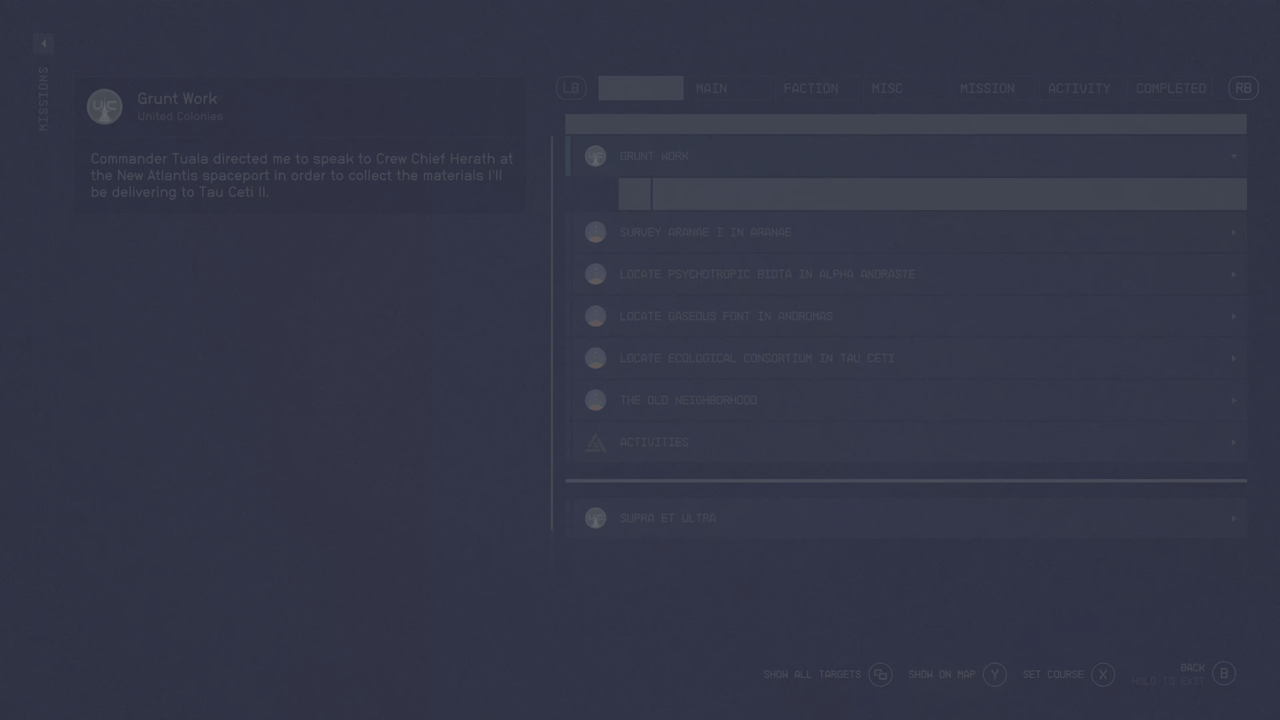 MISSIONS
Grunt Work
United Colonies
Commander Tuala directed me to speak to Crew Chief Herath at
the New Atlantis spaceport in order to collect the materials I'll
be delivering to Tau Ceti II.
LB
MAIN
FACTION
MISC
MISSION
ACTIVITY
COMPLETED
RB
GRUNT WORK
SURVEY ARANAE I IN ARANAE
LOCATE PSYCHOTROPIC BIOTA IN ALPHA ANDRASTE
LOCATE GASEOUS FONT IN ANDROMAS
LOCATE ECOLOGICAL CONSORTIUM IN TAU CETI
THE OLD NEIGHBORHOOD
ACTIVITIES
SUPRA ET ULTRA
SHOW ALL TARGETS
SHOW ON MAP Y
SET COURSE X
BACK B
HOLD TO EXIT